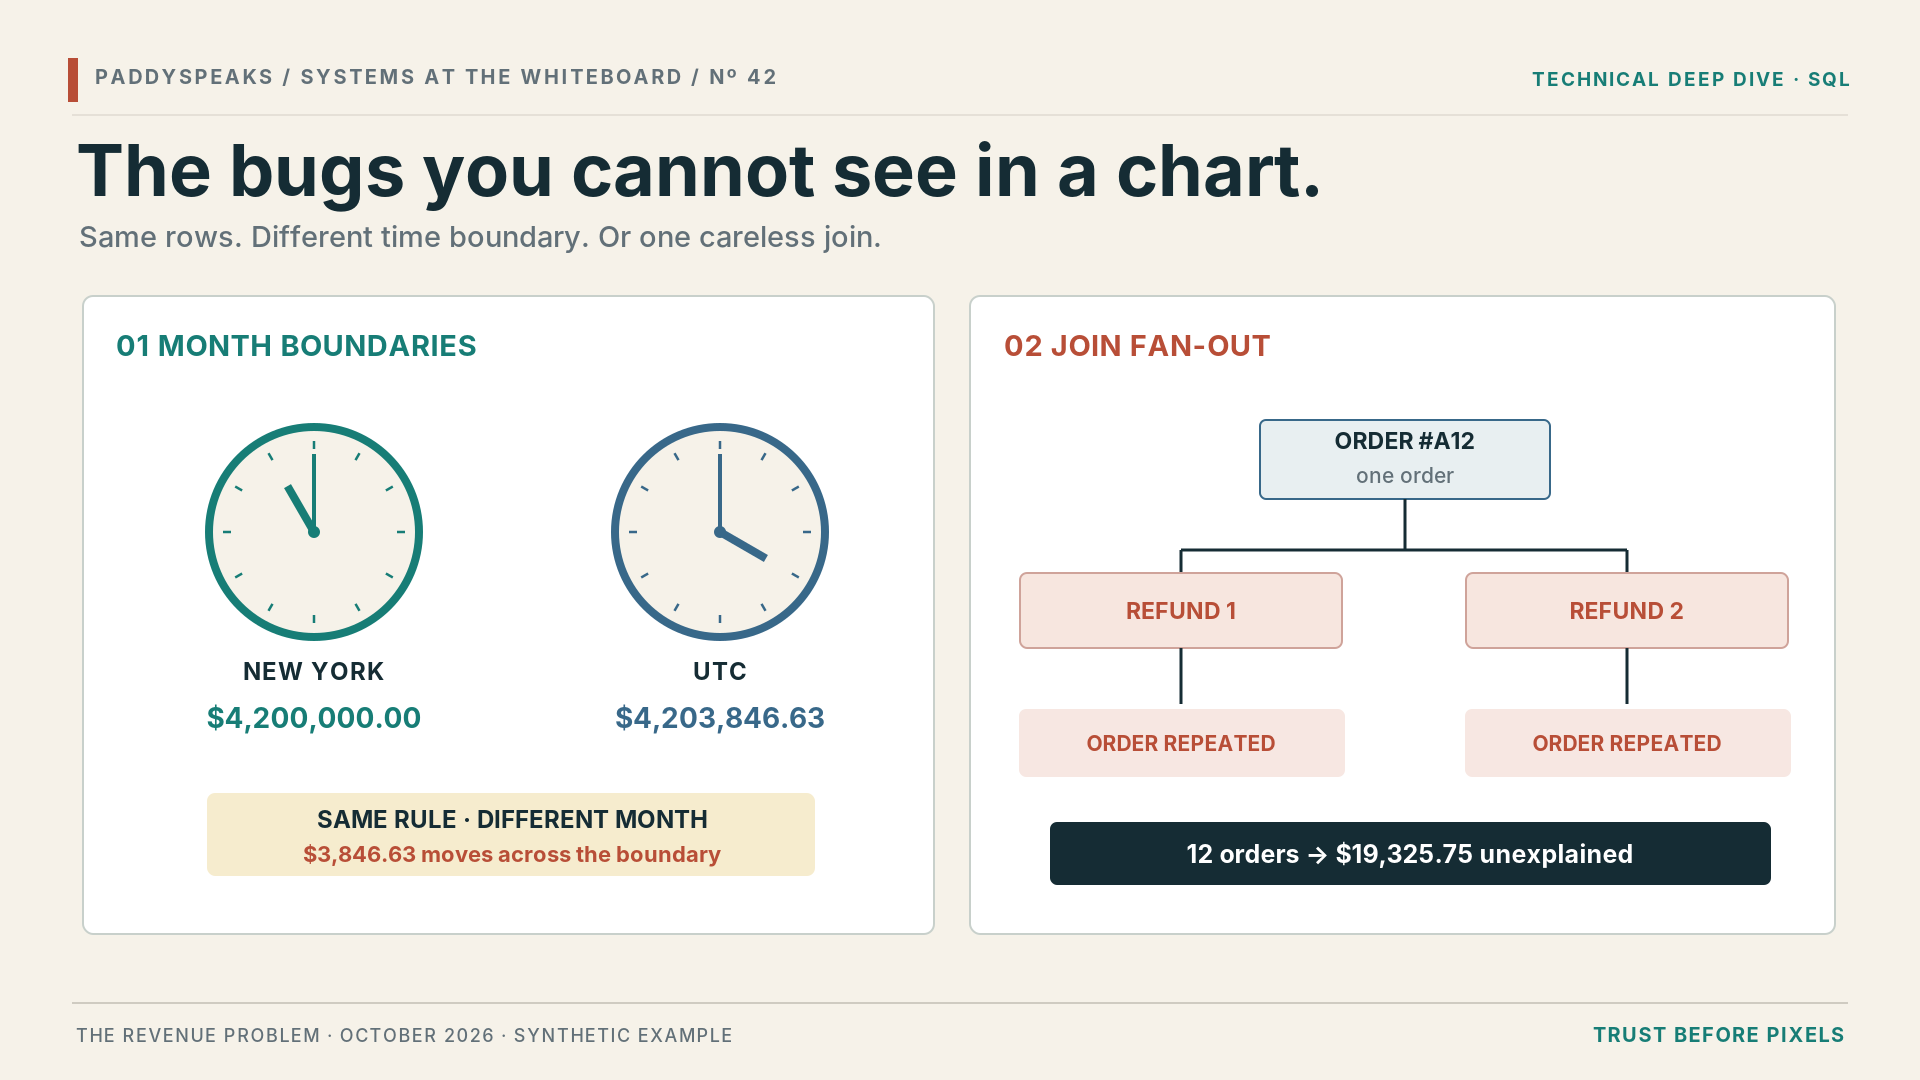 PADDYSPEAKS / SYSTEMS AT THE WHITEBOARD / Nº 42
TECHNICAL DEEP DIVE · SQL
The bugs you cannot see in a chart.
Same rows. Different time boundary. Or one careless join.
01 MONTH BOUNDARIES
NEW YORK
$4,200,000.00
UTC
$4,203,846.63
SAME RULE · DIFFERENT MONTH
$3,846.63 moves across the boundary
02 JOIN FAN-OUT
ORDER #A12
one order
REFUND 1
REFUND 2
ORDER REPEATED
ORDER REPEATED
12 orders → $19,325.75 unexplained
THE REVENUE PROBLEM · OCTOBER 2026 · SYNTHETIC EXAMPLE
TRUST BEFORE PIXELS